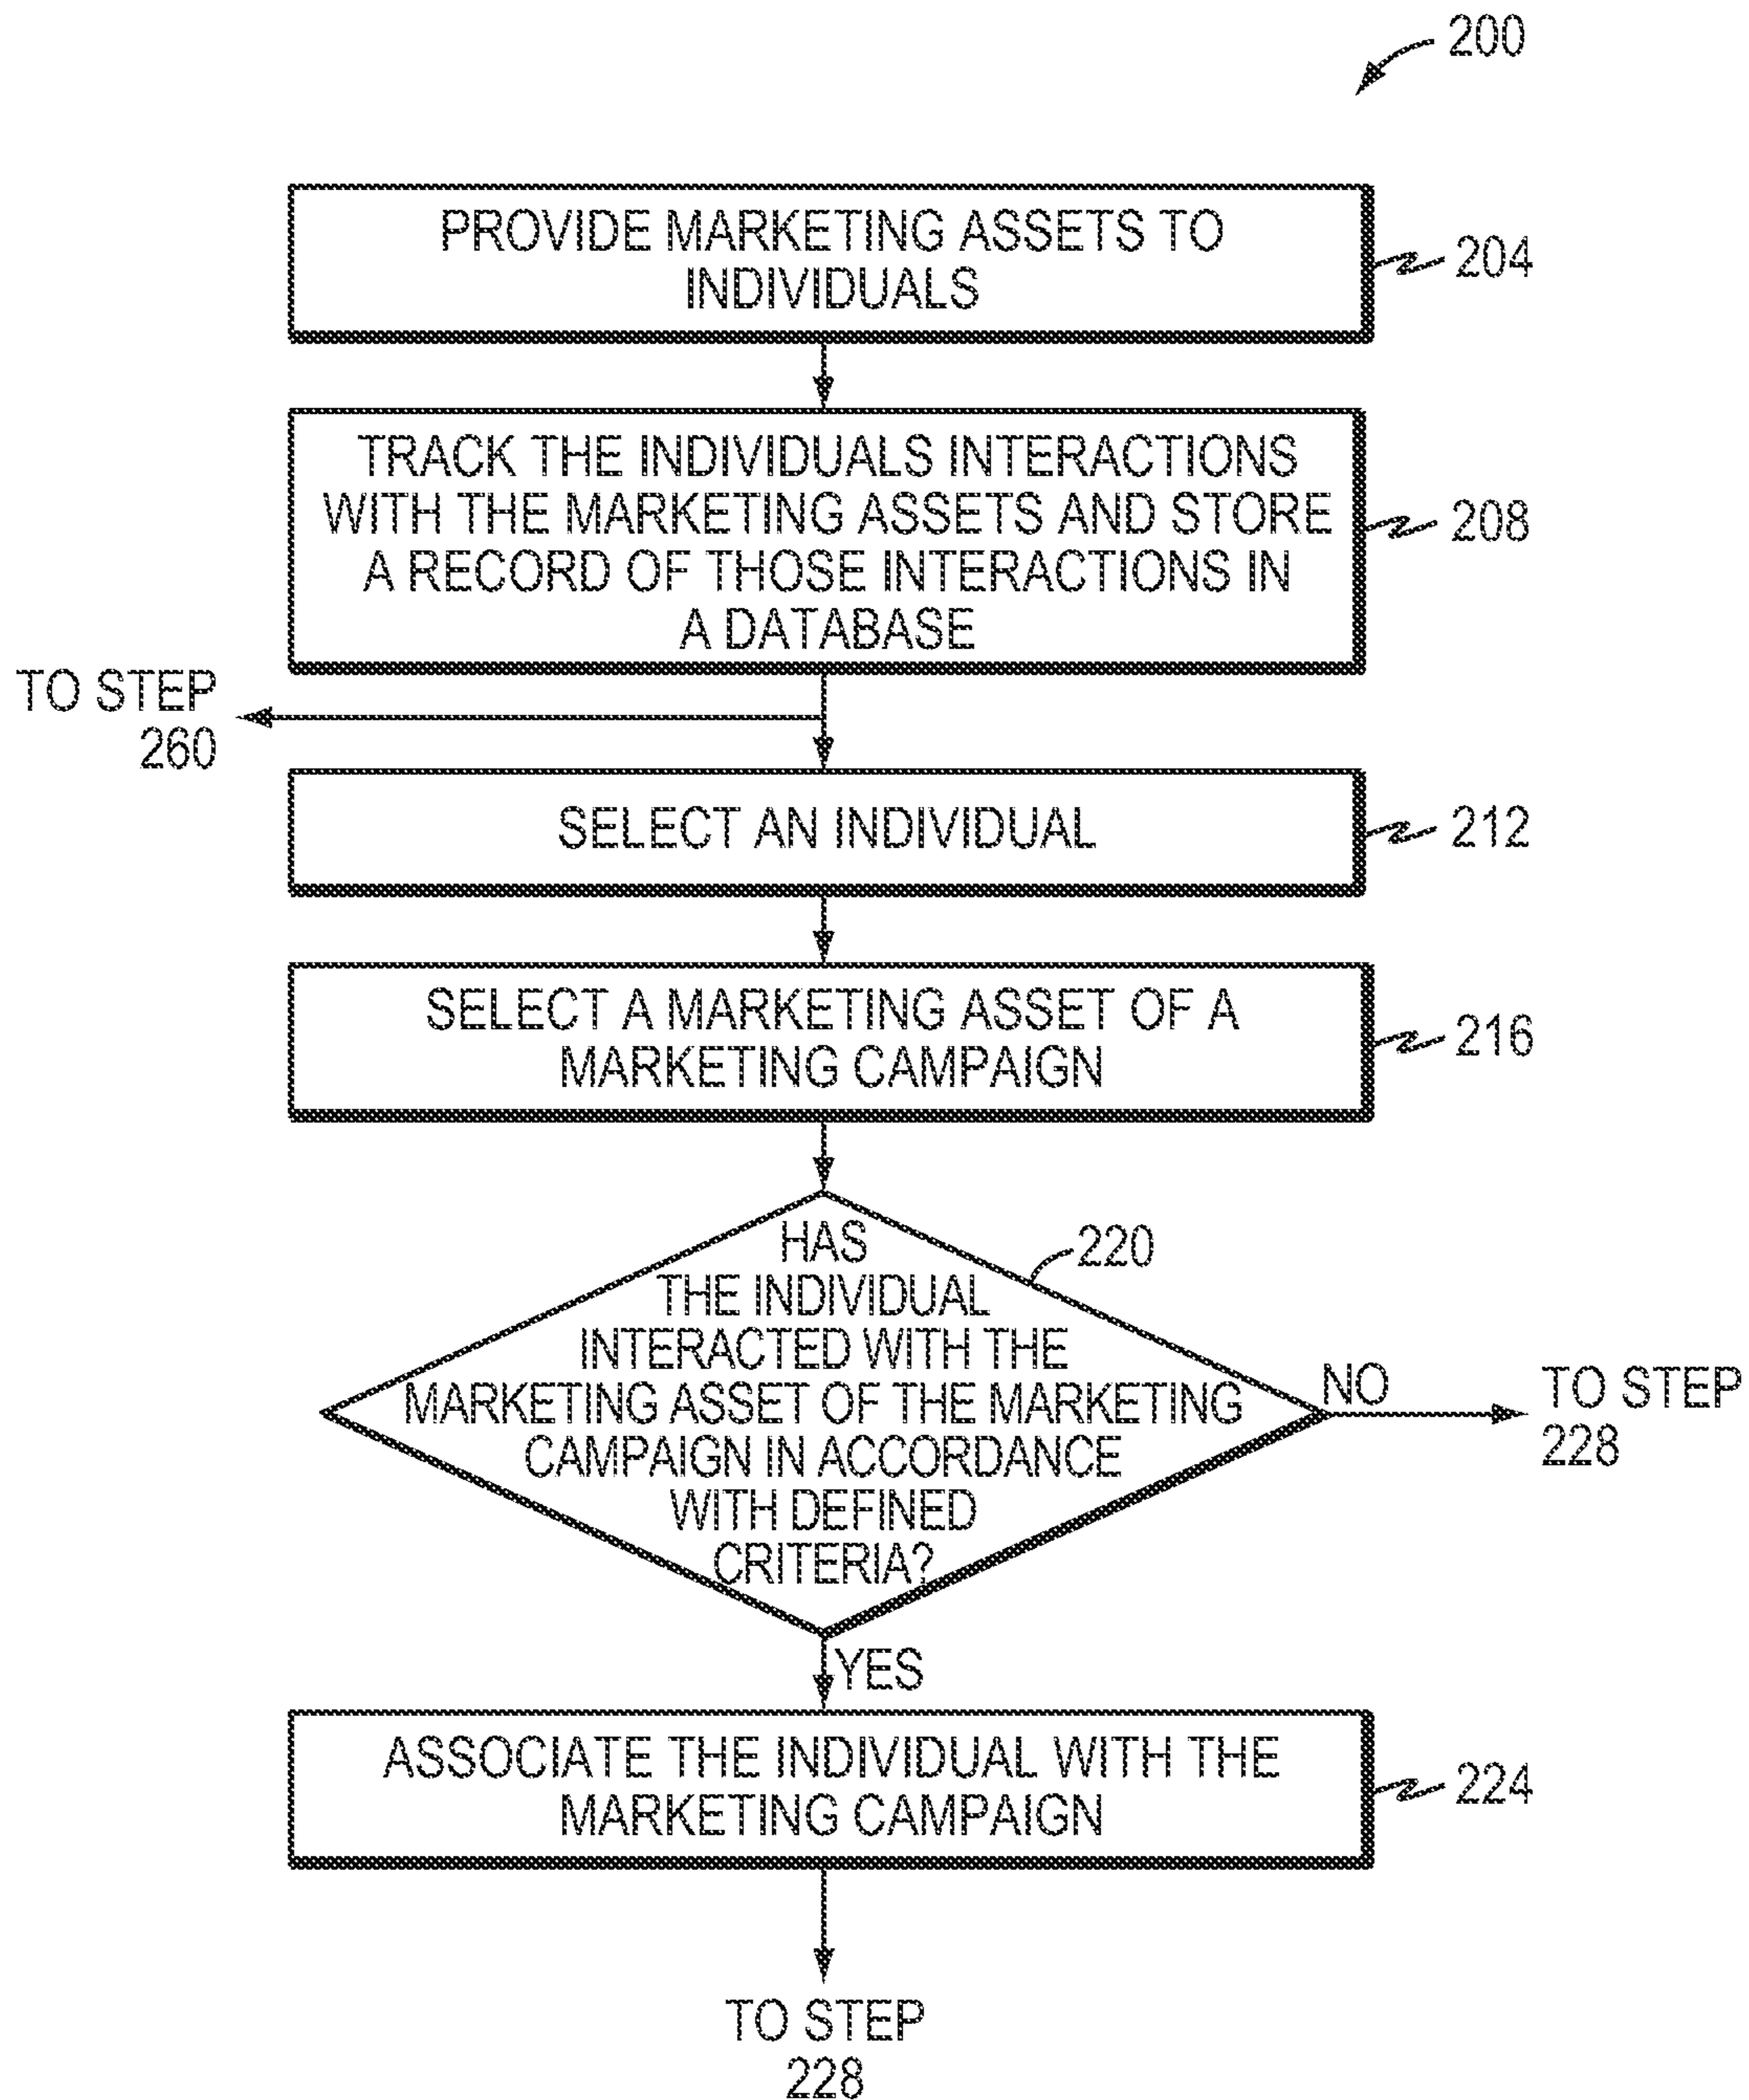 200
PROVIDE MARKETING ASSETS TO
INDIVIDUALS
204
TRACK THE INDIVIDUALS INTERACTIONS
WITH THE MARKETING ASSETS AND STORE
A RECORD OF THOSE INTERACTIONS IN
A DATABASE
208
TO STEP
260
SELECT AN INDIVIDUAL
212
SELECT A MARKETING ASSET OF A
MARKETING CAMPAIGN
216
HAS
THE INDIVIDUAL
INTERACTED WITH THE
MARKETING ASSET OF THE MARKETING
CAMPAIGN IN ACCORDANCE
WITH DEFINED
CRITERIA?
220
NO
TO STEP
228
YES
ASSOCIATE THE INDIVIDUAL WITH THE
MARKETING CAMPAIGN
224
TO STEP
228